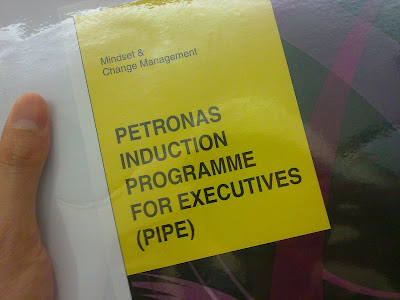 Mindset &
Change Management
PETRONAS
INDUCTION
PROGRAMME
FOR EXECUTIVES
(PIPE)